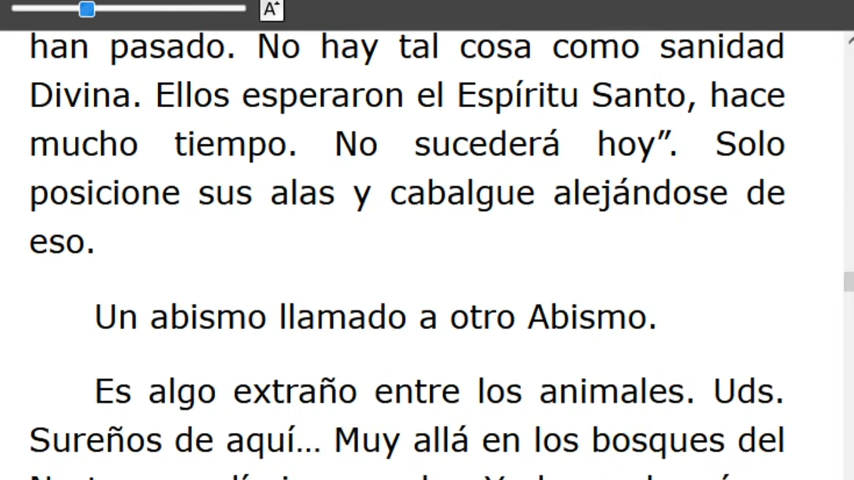 A
han pasado. No hay tal cosa como sanidad
Divina. Ellos esperaron el Espíritu Santo, hace
mucho tiempo. No sucederá hoy”. Solo
posicione sus alas y cabalgue alejándose de
eso.
Un abismo llamado a otro Abismo.
Es algo extraño entre los animales. Uds.
Sureños de aquí... Muy allá en los bosques del